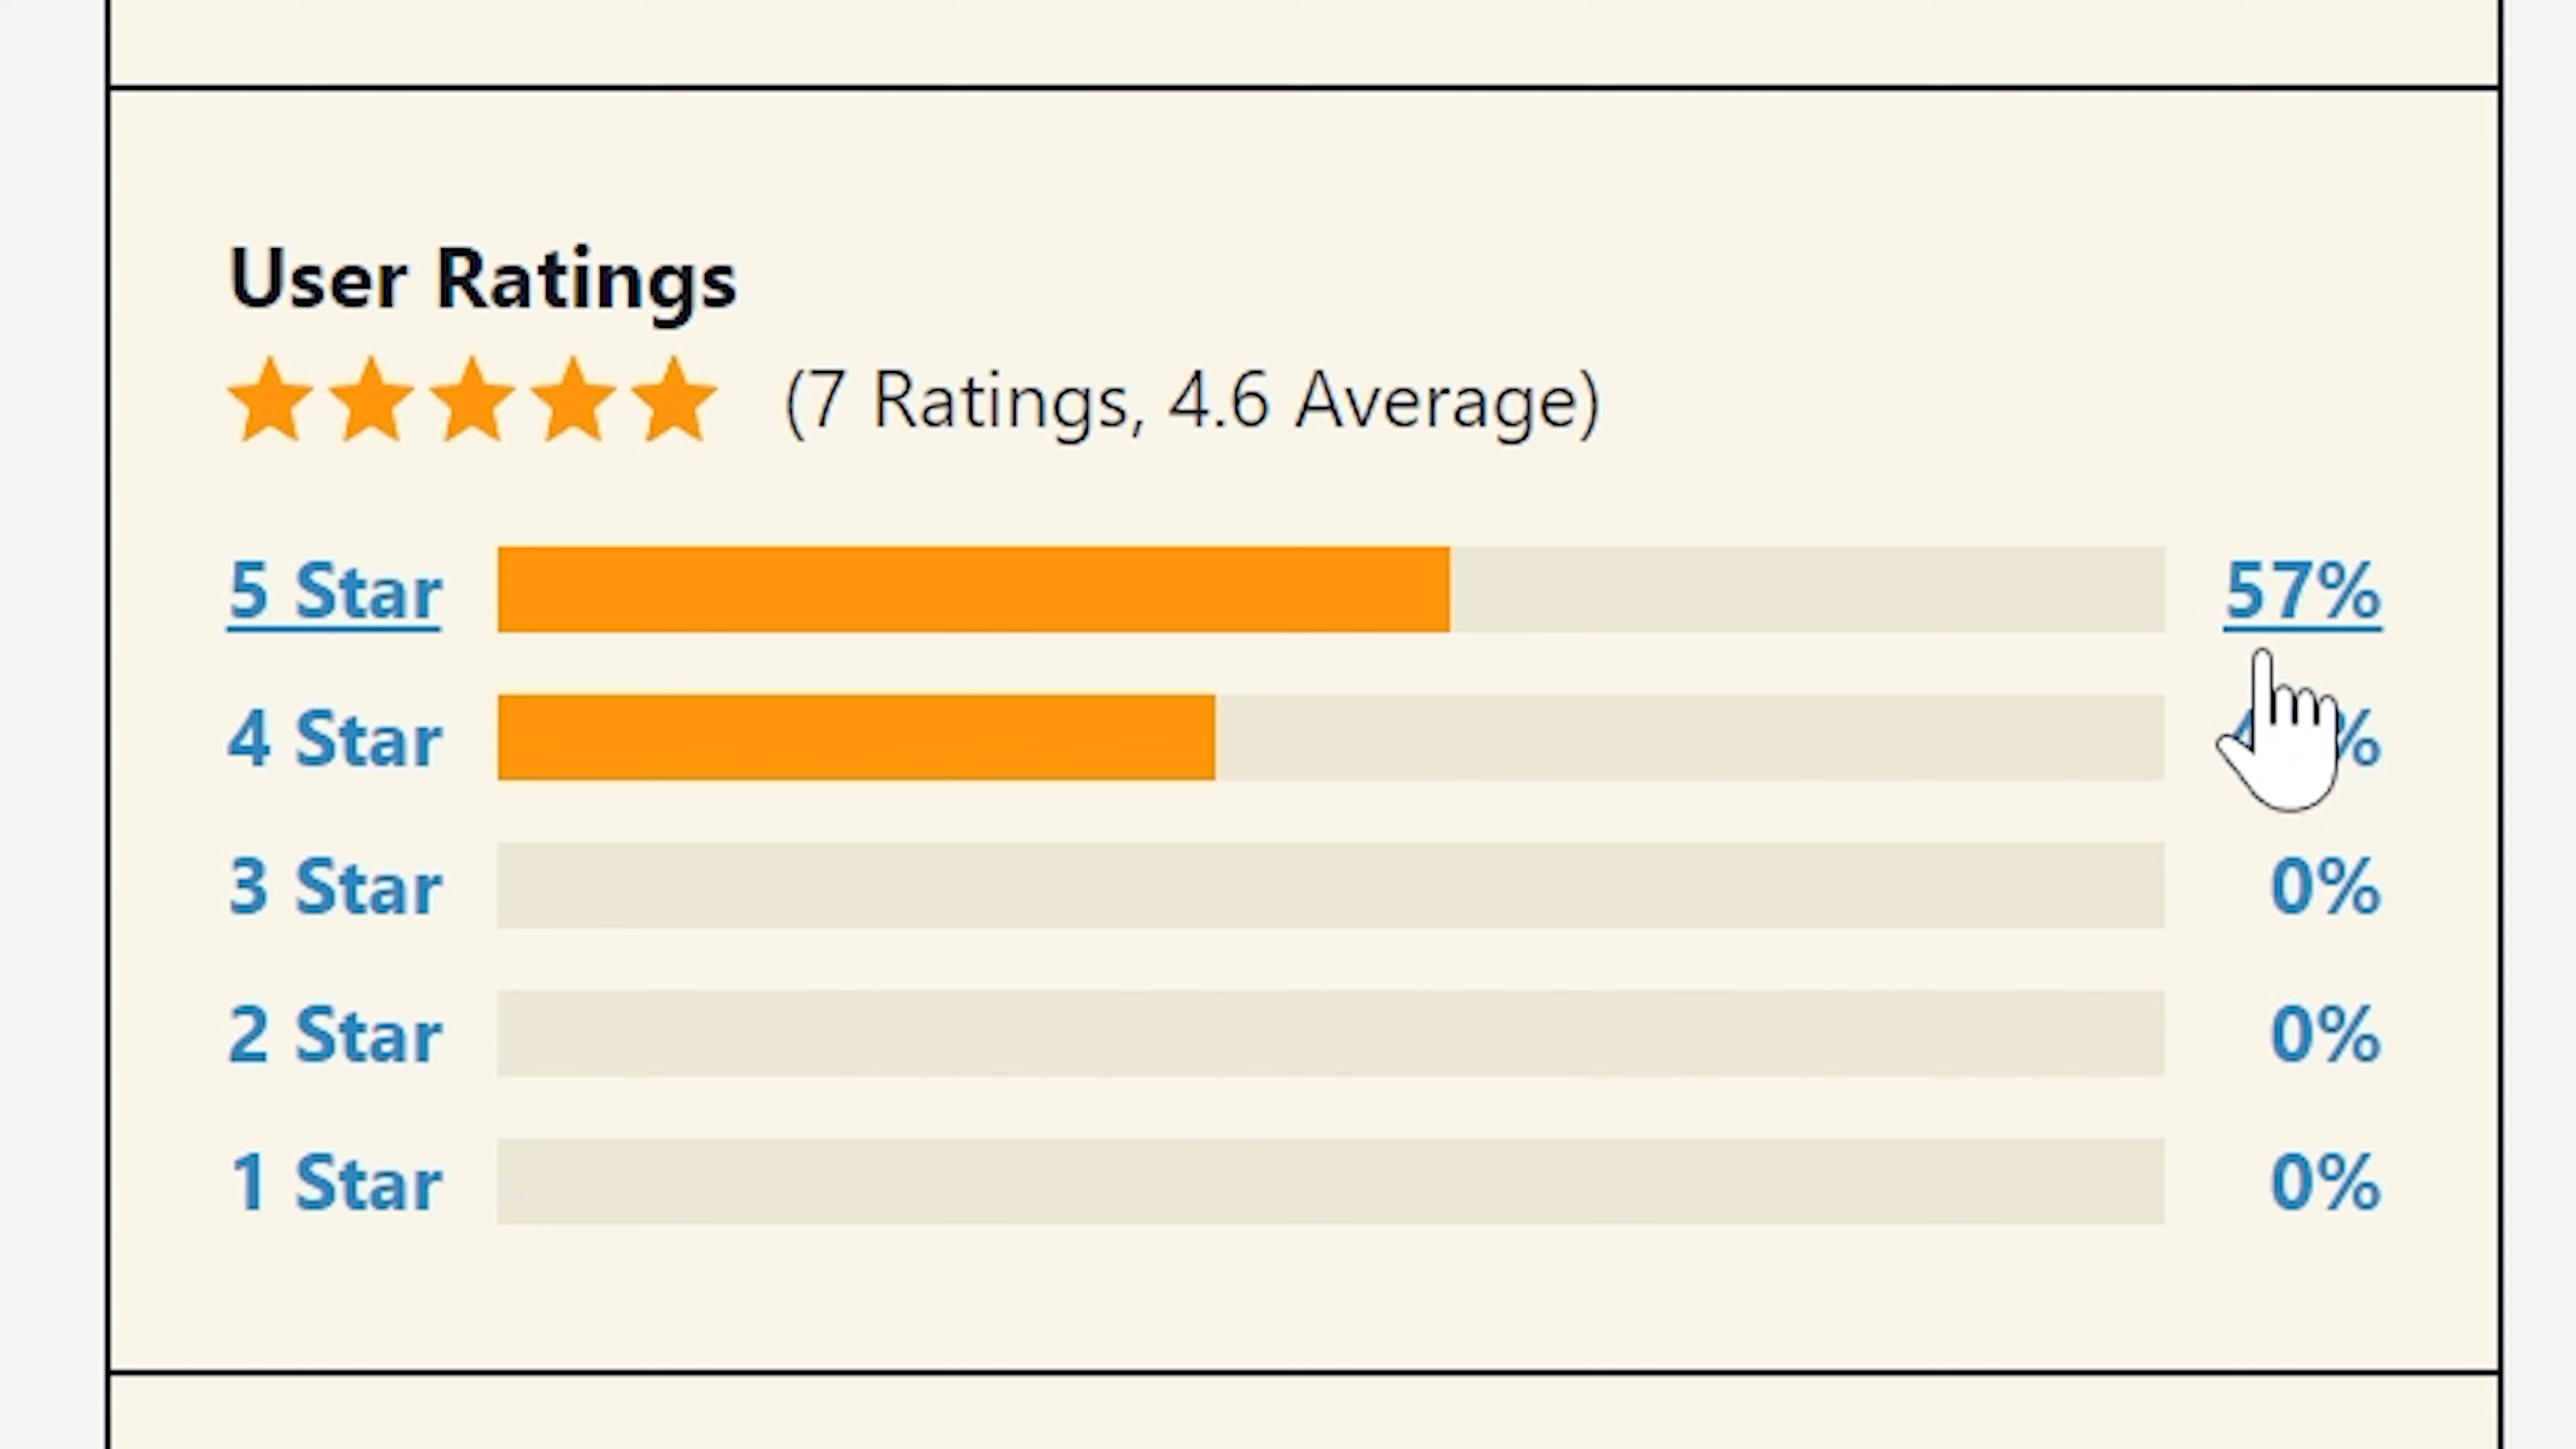 User Ratings
(7 Ratings, 4.6 Average)
5 Star 57%
4 Star
3 Star 0%
2 Star 0%
1 Star 0%